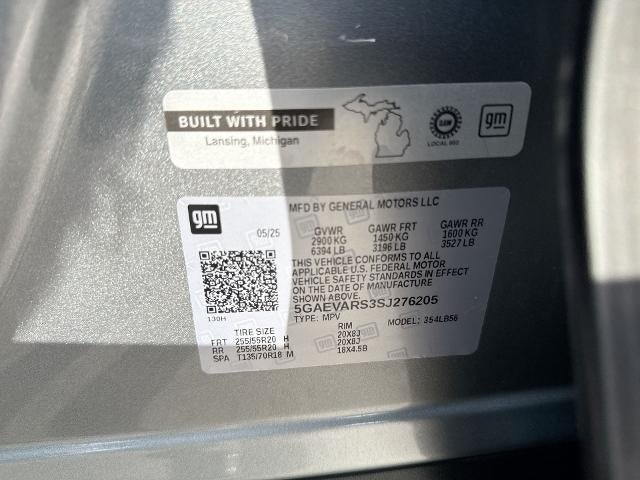 BUILT WITH PRIDE
Lansing, Michigan
UAW
LOCAL 602
gm
gm
MFD BY GENERAL MOTORS LLC
05/25 GVWR GAWR FRT GAWR RR
2900 KG 1450 KG 1600 KG
6394 LB 3196 LB 3527 LB
THIS VEHICLE CONFORMS TO ALL
APPLICABLE U.S. FEDERAL MOTOR
VEHICLE SAFETY STANDARDS IN EFFECT
ON THE DATE OF MANUFACTURE
SHOWN ABOVE.
5GAEVARS3SJ276205
130H TYPE: MPV MODEL: 354LB56
TIRE SIZE RIM
FRT 255/55R20 H 20X8J
RR 255/55R20 H 20X8J
SPA T135/70R18 M 18X4.5B